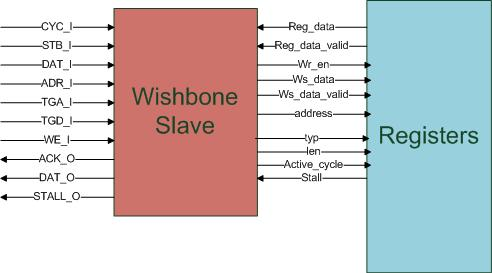 CYC_I
STB_I
DAT_I
ADR_I
TGA_I
TGD_I
WE_I
ACK_O
DAT_O
STALL_O
Wishbone
Slave
Reg_data
Reg_data_valid
Wr_en
Ws_data
Ws_data_valid
address
typ
len
Active_cycle
Stall
Registers